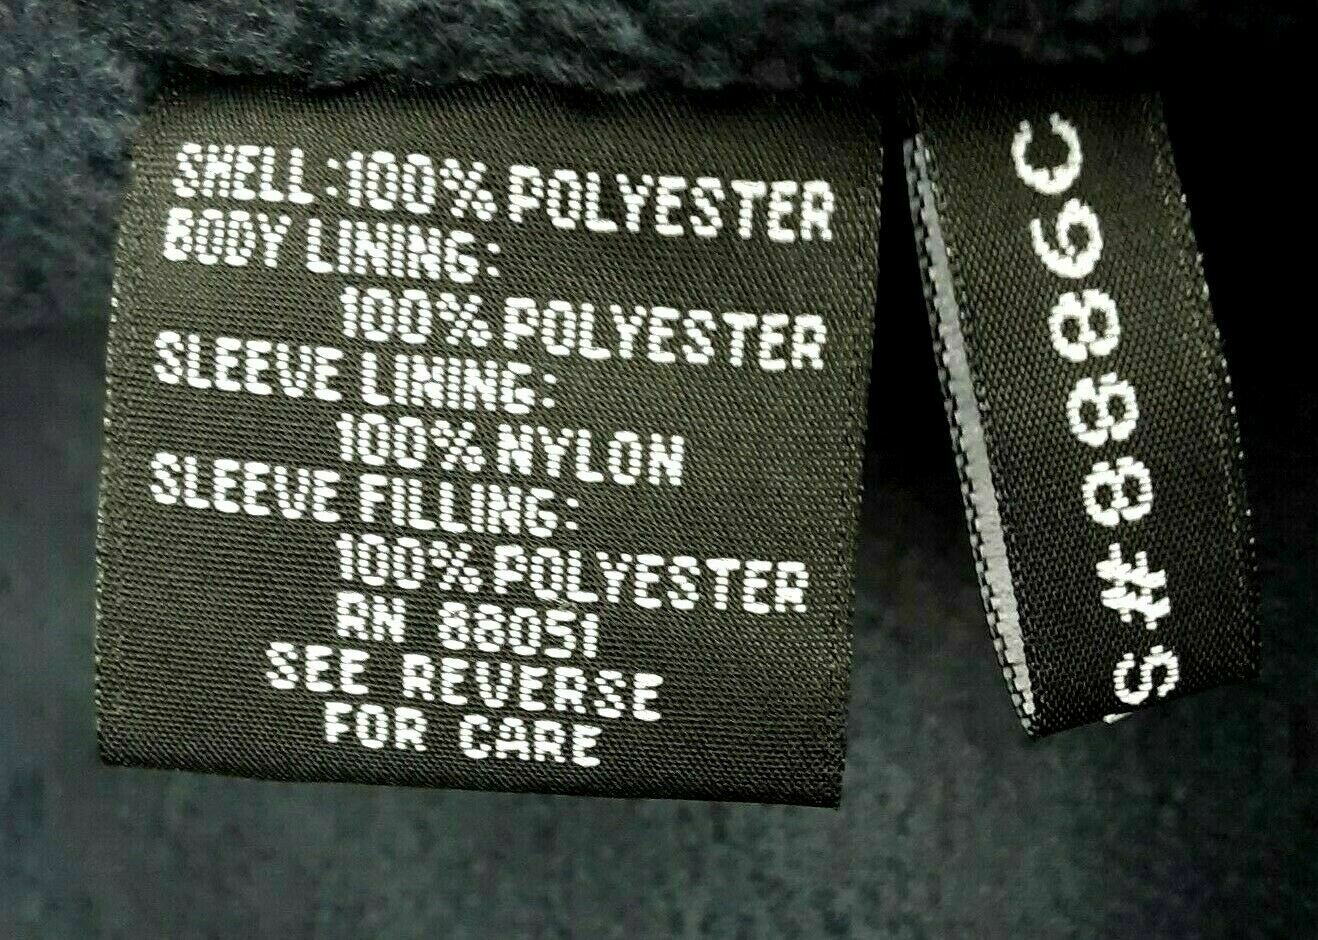 SHELL:100% POLYESTER
BODY LINING:
100% POLYESTER
SLEEVE LINING:
100% NYLON
SLEEVE FILLING:
100% POLYESTER
RN 88051
SEE REVERSE
FOR CARE
S#8886C